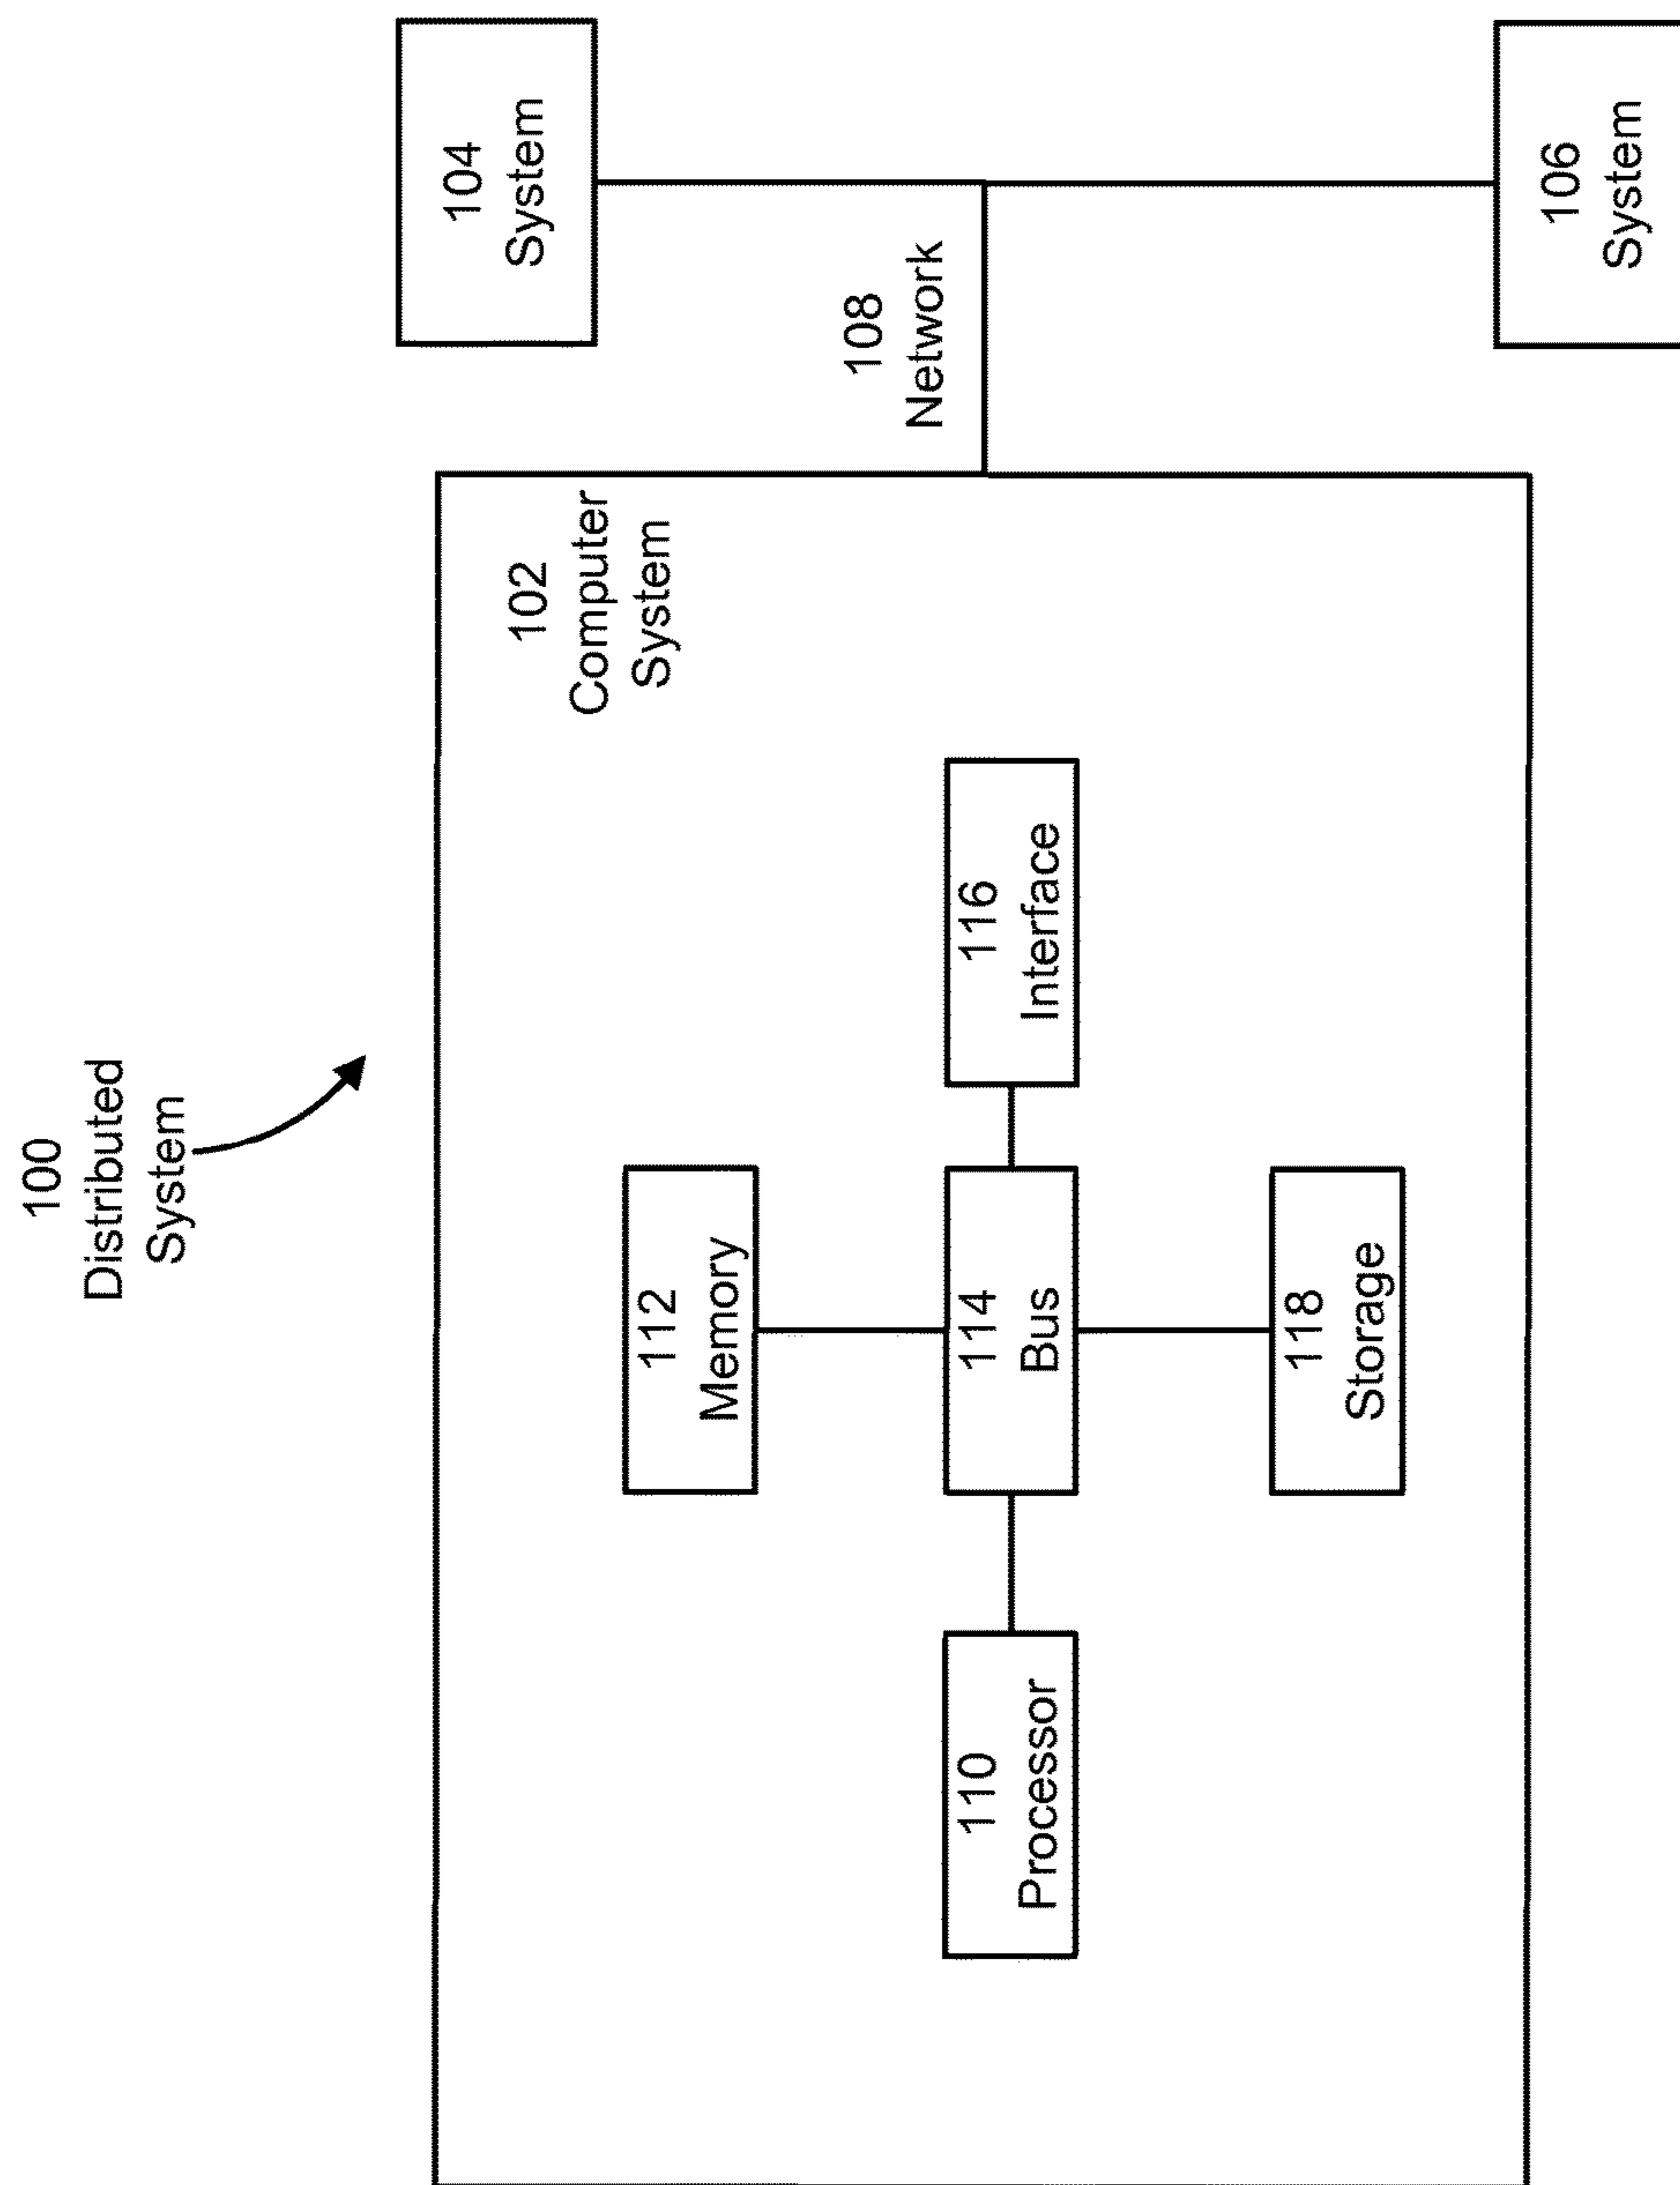 100
Distributed
System
102
Computer
System
104
System
108
Network
112
Memory
110
Processor
114
Bus
116
Interface
118
Storage
106
System